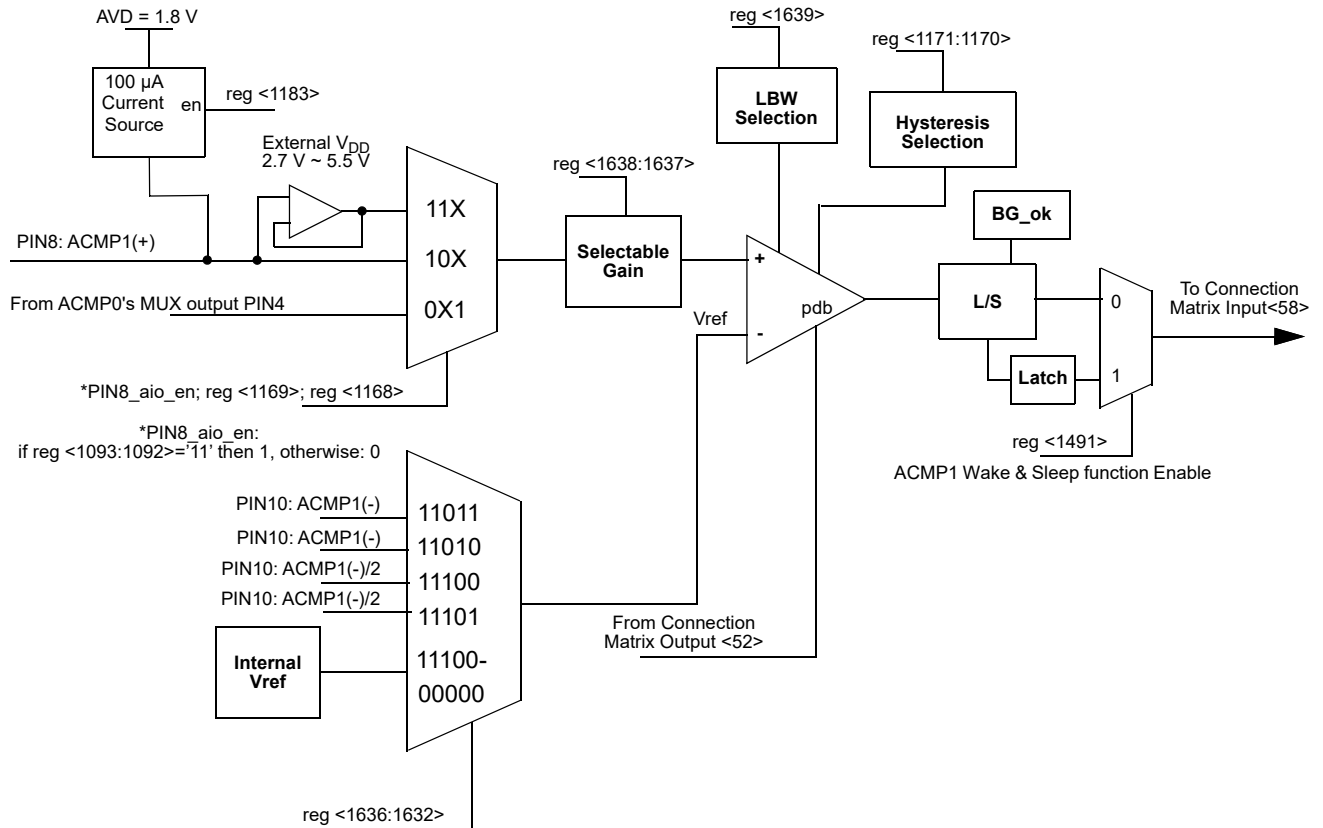 AVD = 1.8 V
100 µA
Current
Source
en
reg <1183>
External VDD
2.7 V ~ 5.5 V
reg <1639>
LBW
Selection
reg <1171:1170>
Hysteresis
Selection
reg <1638:1637>
Selectable
Gain
11X
10X
0X1
PIN8: ACMP1(+)
From ACMP0's MUX output PIN4
*PIN8_aio_en; reg <1169>; reg <1168>
*PIN8_aio_en:
if reg <1093:1092>='11' then 1, otherwise: 0
+
-
Vref
pdb
BG_ok
L/S
Latch
0
1
To Connection
Matrix Input<58>
reg <1491>
ACMP1 Wake & Sleep function Enable
PIN10: ACMP1(-)
PIN10: ACMP1(-)
PIN10: ACMP1(-)/2
PIN10: ACMP1(-)/2
11011
11010
11100
11101
11100-
00000
Internal
Vref
From Connection
Matrix Output <52>
reg <1636:1632>